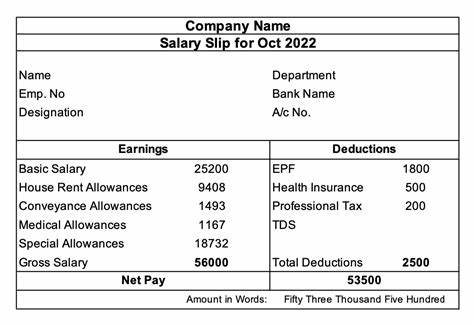 Company Name
Salary Slip for Oct 2022
Name Department
Emp. No Bank Name
Designation A/c No.
Earnings Deductions
Basic Salary 25200 EPF 1800
House Rent Allowances 9408 Health Insurance 500
Conveyance Allowances 1493 Professional Tax 200
Medical Allowances 1167 TDS
Special Allowances 18732
Gross Salary 56000 Total Deductions 2500
Net Pay 53500
Amount in Words: Fifty Three Thousand Five Hundred